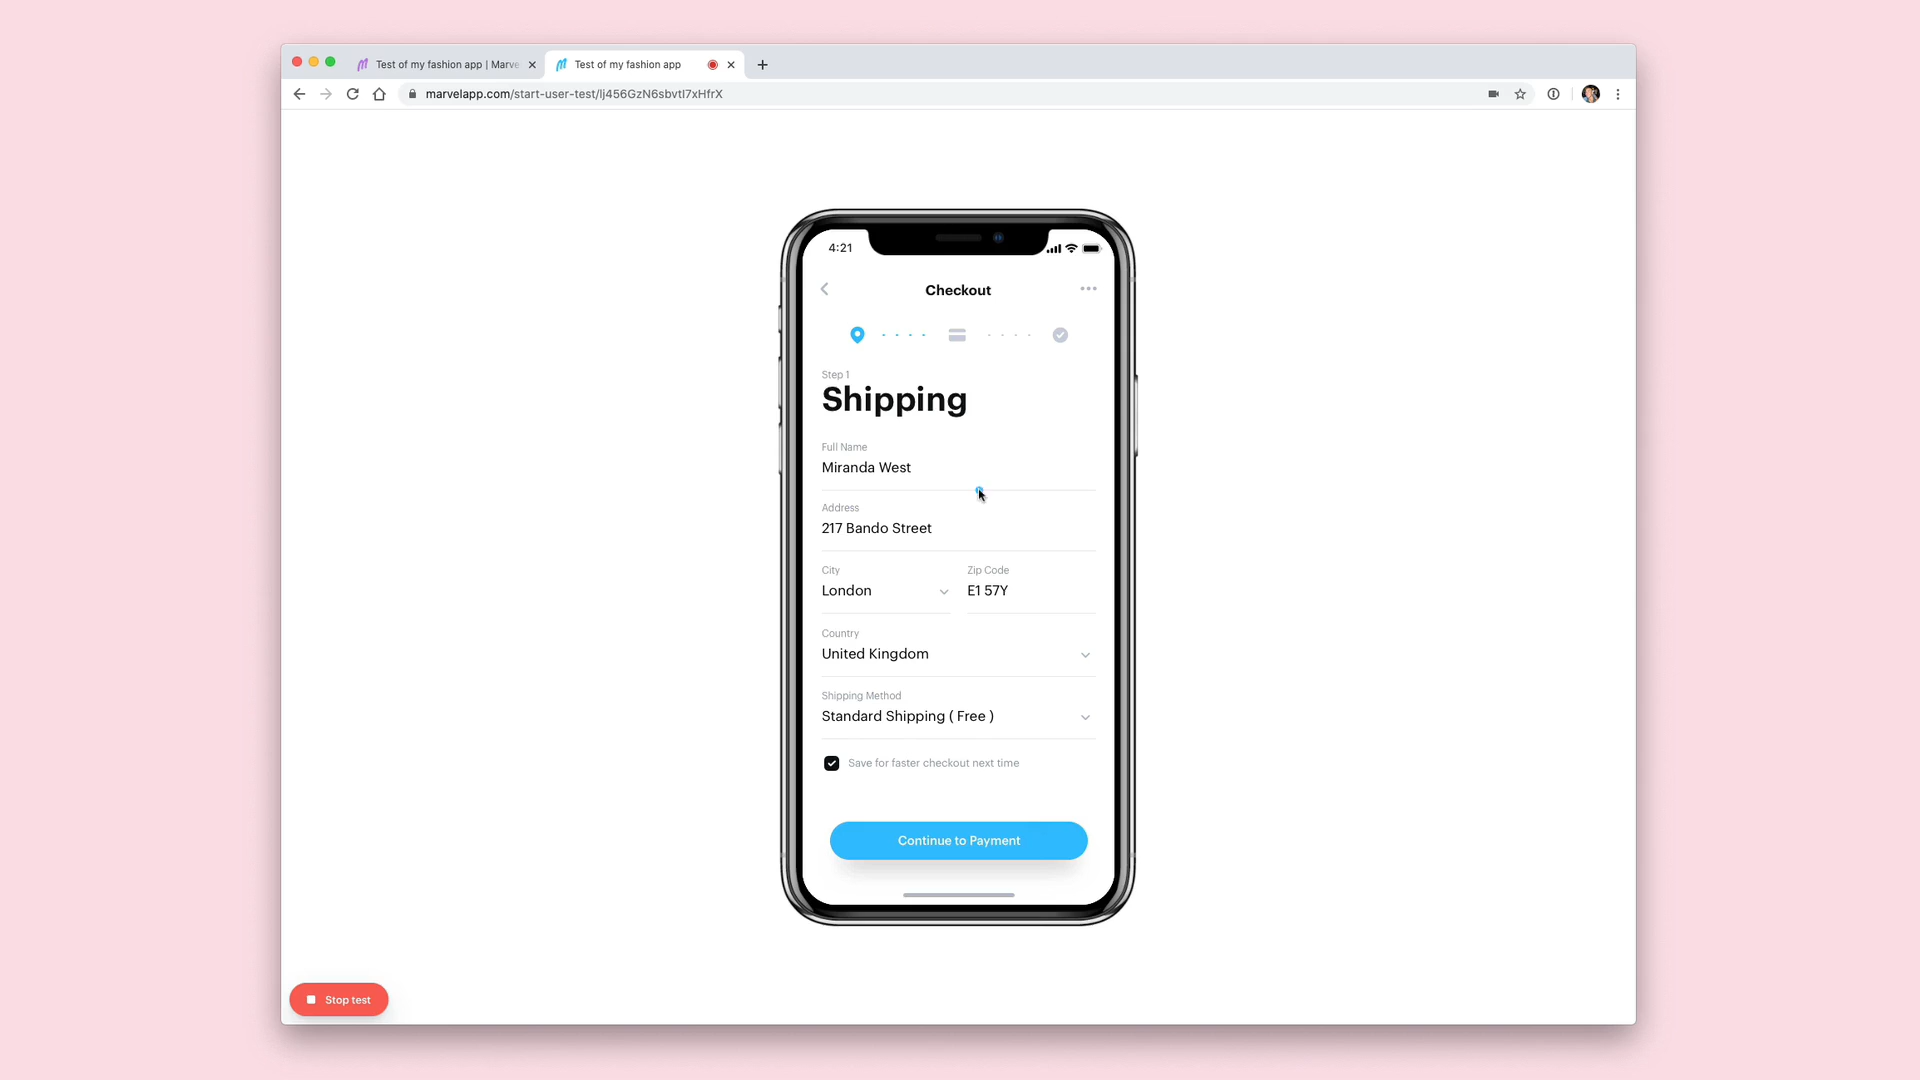 Test of my fashion app | Marve
Test of my fashion app
marvelapp.com/start-user-test/lj456GzN6sbvtl7xHfrX
4:21
Checkout
Step 1
Shipping
Full Name
Miranda West
Address
217 Bando Street
City
Zip Code
London
E1 57Y
Country
United Kingdom
Shipping Method
Standard Shipping ( Free )
Save for faster checkout next time
Continue to Payment
Stop test